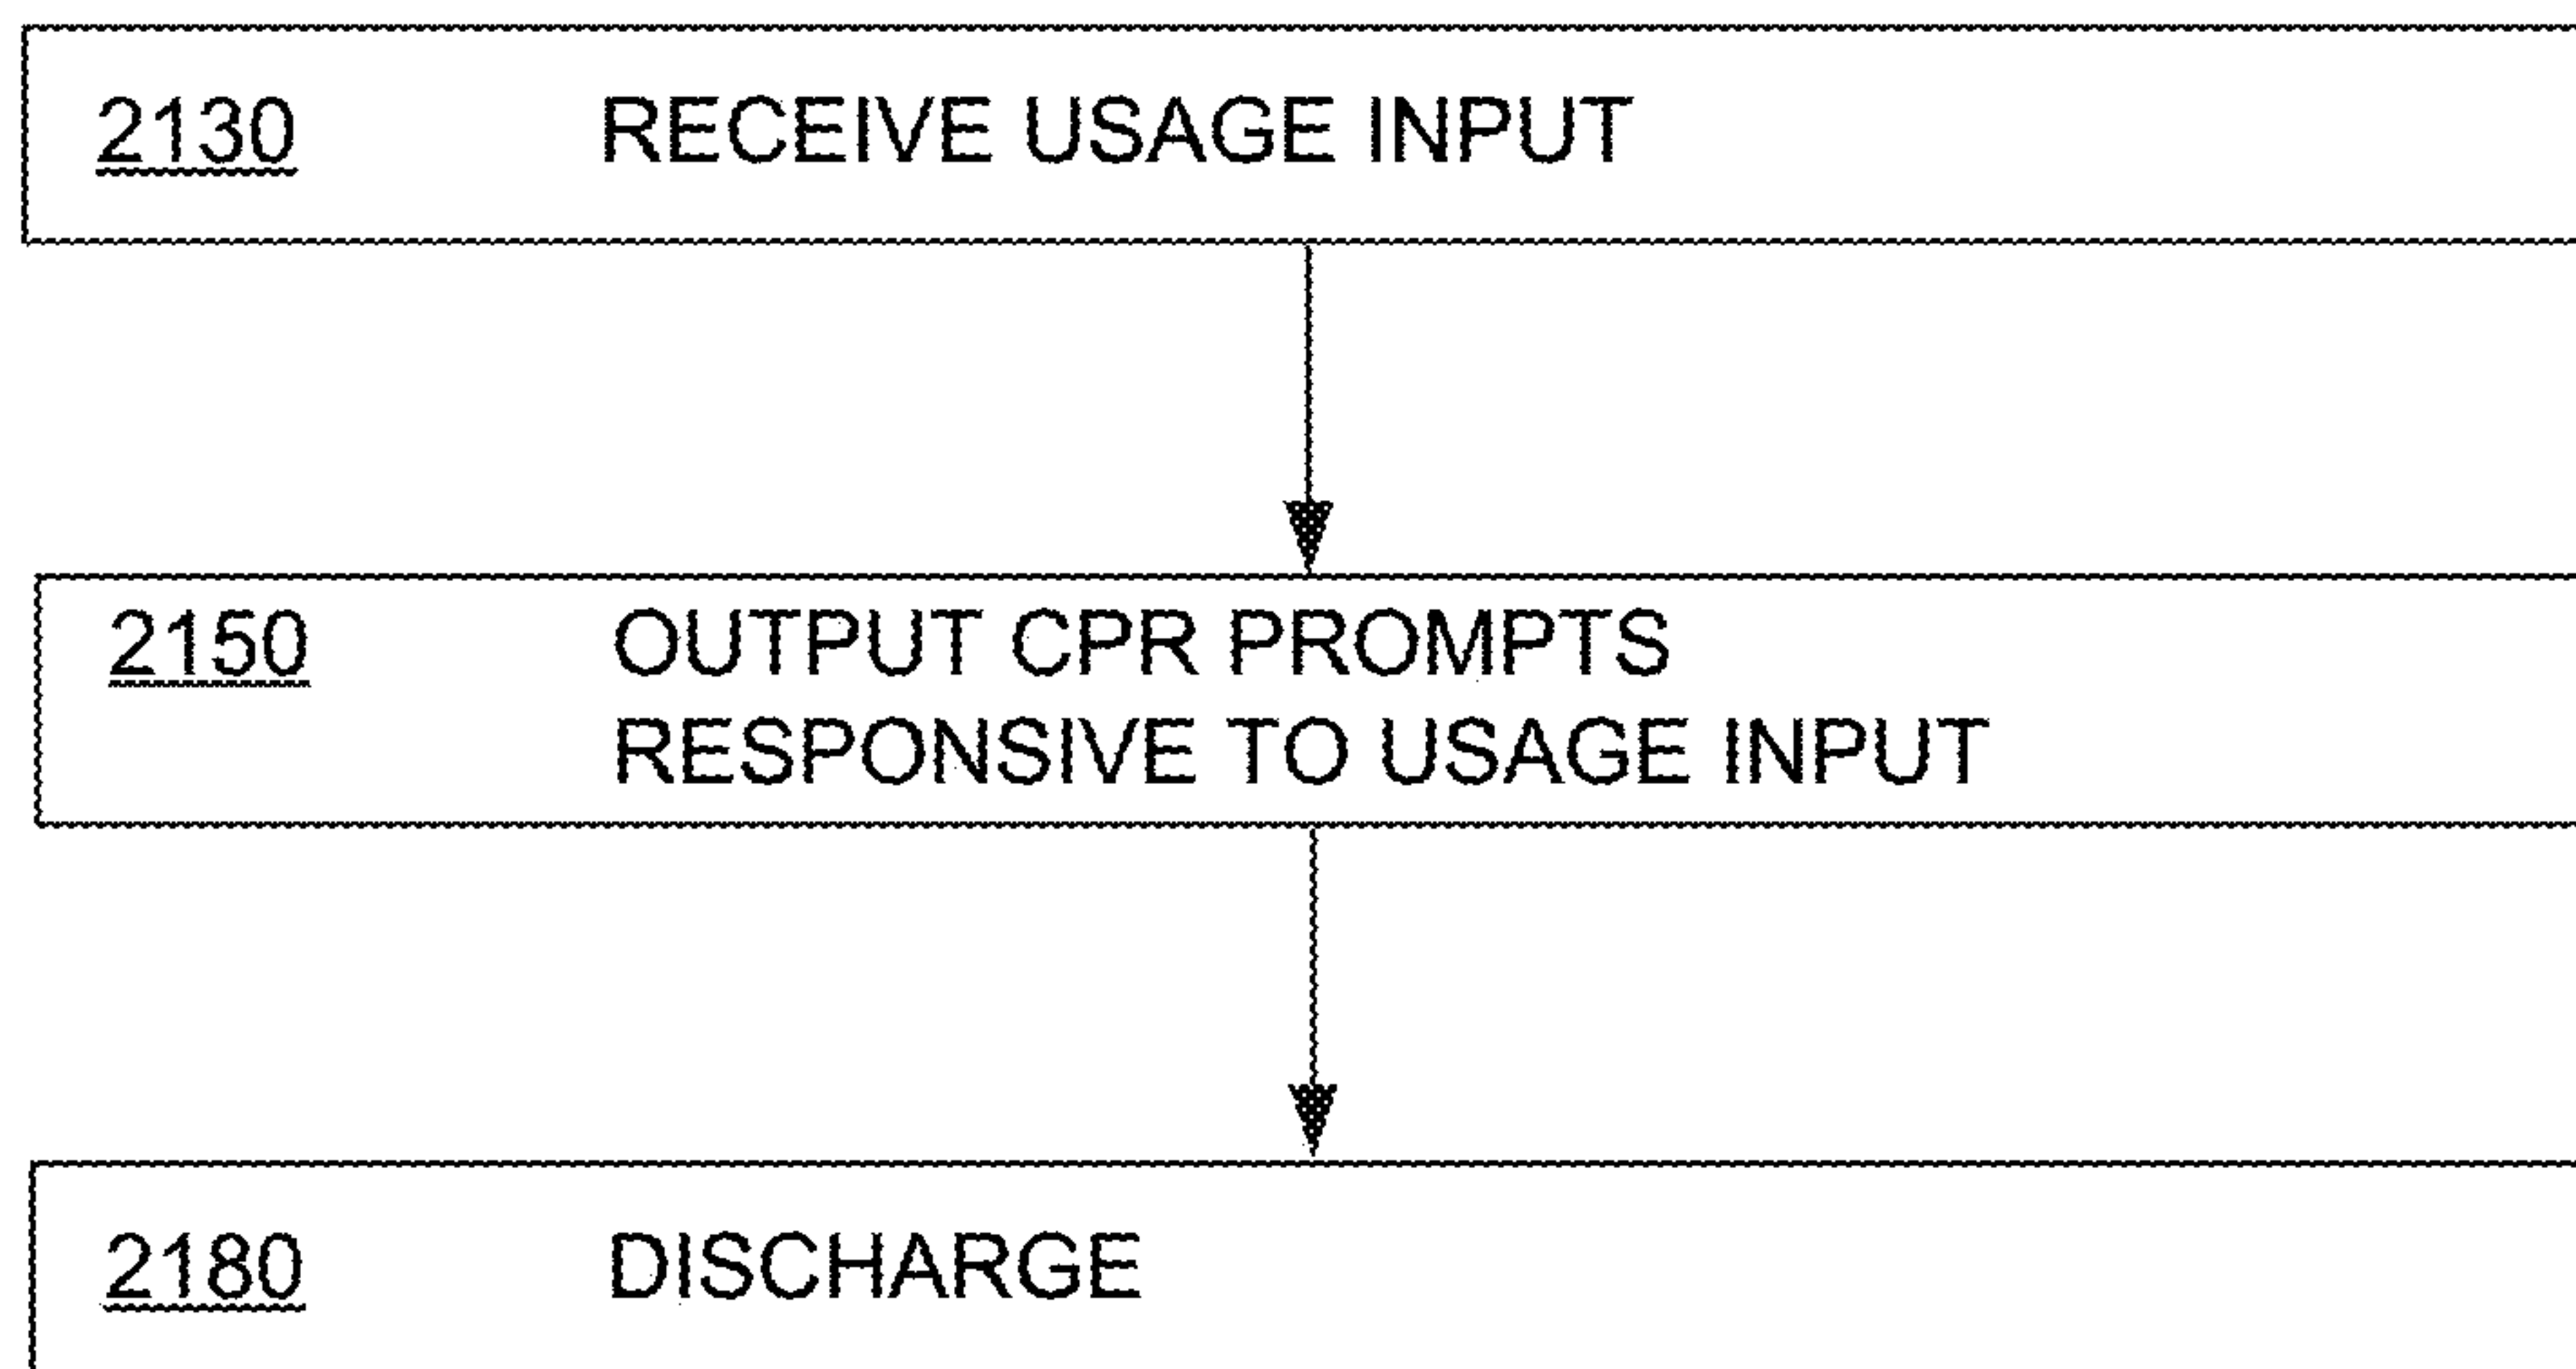 2130 RECEIVE USAGE INPUT
2150 OUTPUT CPR PROMPTS
RESPONSIVE TO USAGE INPUT
2180 DISCHARGE